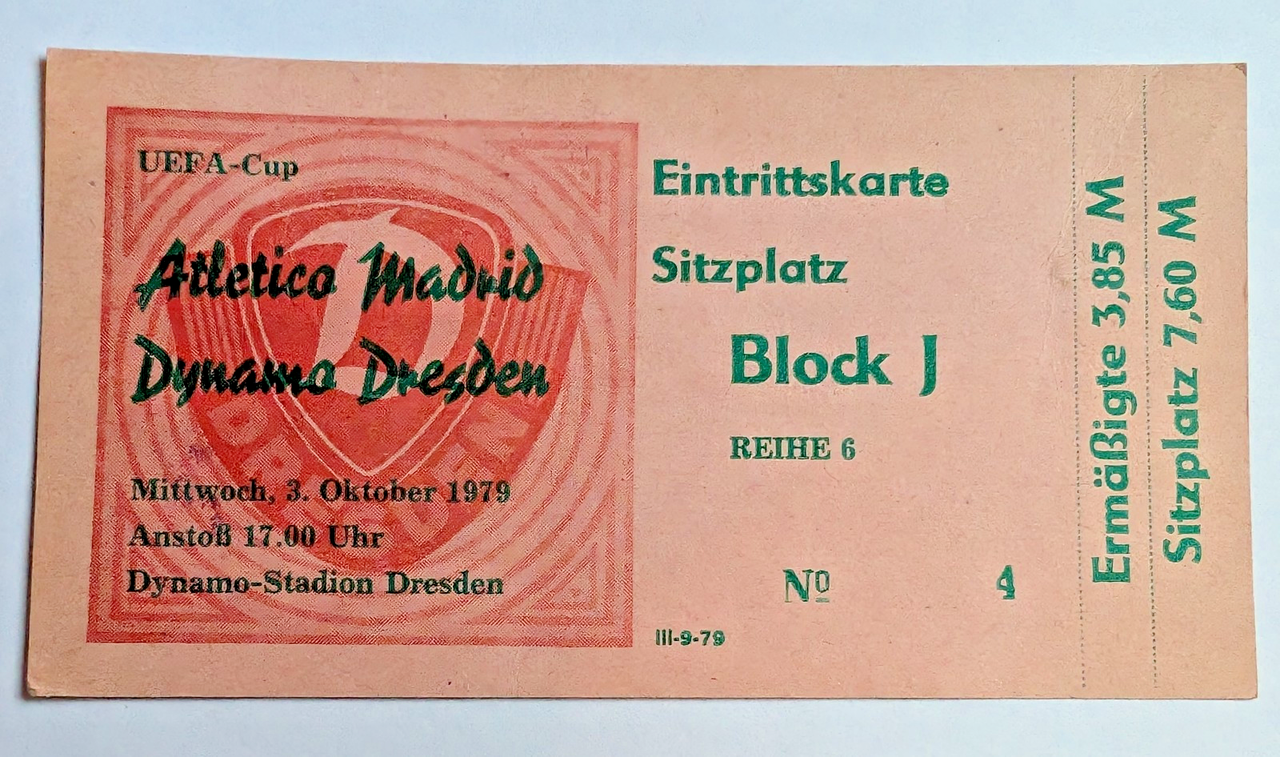 UEFA-Cup
Atletico Madrid
Dynamo Dresden
DRESDEN
Mittwoch, 3. Oktober 1979
Anstoß 17.00 Uhr
Dynamo-Stadion Dresden
Eintrittskarte
Sitzplatz
Block J
REIHE 6
Nº 4
III-9-79
Ermäßigte 3,85 M
Sitzplatz 7,60 M